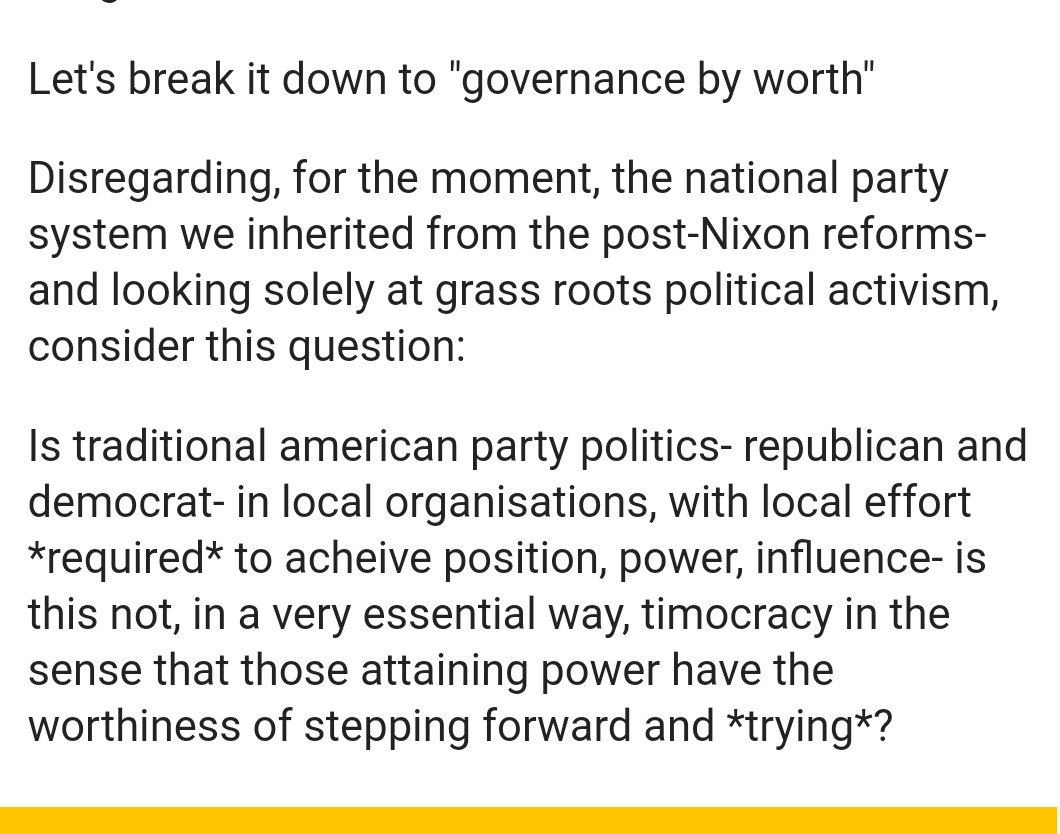 Let's break it down to "governance by worth"
Disregarding, for the moment, the national party
system we inherited from the post-Nixon reforms-
and looking solely at grass roots political activism,
consider this question:
Is traditional american party politics- republican and
democrat- in local organisations, with local effort
*required* to acheive position, power, influence- is
this not, in a very essential way, timocracy in the
sense that those attaining power have the
worthiness of stepping forward and *trying*?